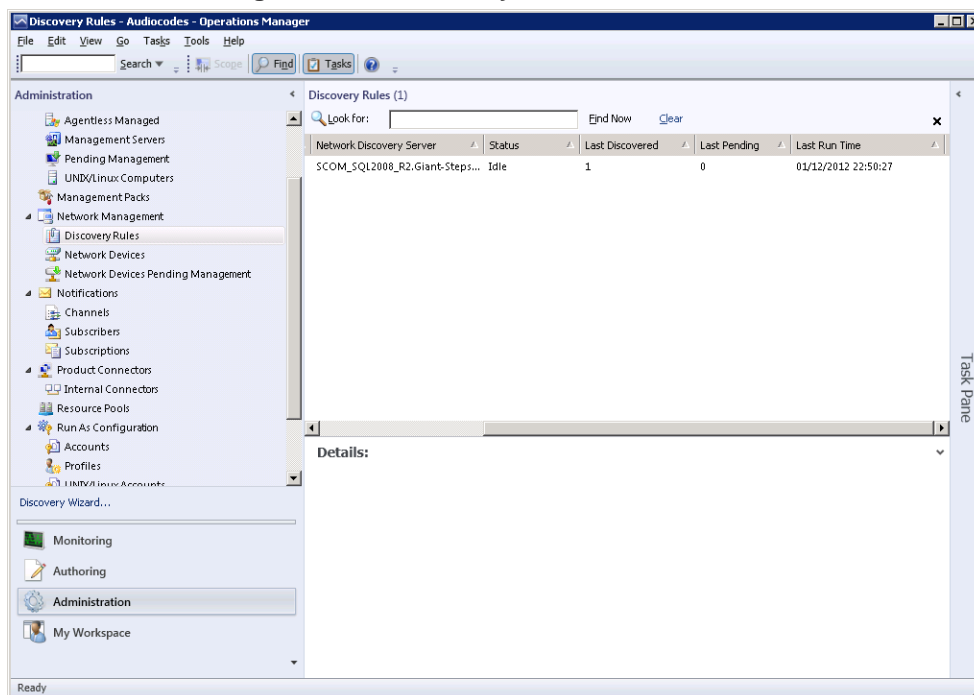 Discovery Rules - Audiocodes - Operations Manager
File Edit View Go Tasks Tools Help
Search Scope Find Tasks
Administration
Agentless Managed
Management Servers
Pending Management
UNIX/Linux Computers
Management Packs
Network Management
Discovery Rules
Network Devices
Network Devices Pending Management
Notifications
Channels
Subscribers
Subscriptions
Product Connectors
Internal Connectors
Resource Pools
Run As Configuration
Accounts
Profiles
UNIX/Linux Accounts
Discovery Wizard...
Monitoring
Authoring
Administration
My Workspace
Discovery Rules (1)
Look for: Find Now Clear
Network Discovery Server Status Last Discovered Last Pending Last Run Time
SCOM_SQL2008_R2.Giant-Steps... Idle 1 0 01/12/2012 22:50:27
Details:
Task Pane
Ready